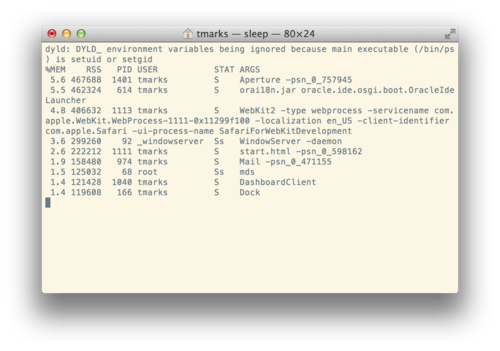 tmarks — sleep — 80×24
dyld: DYLD_ environment variables being ignored because main executable (/bin/ps
) is setuid or setgid
%MEM    RSS   PID USER         STAT ARGS
 5.6 467688  1401 tmarks       S    Aperture -psn_0_757945
 5.5 462324   614 tmarks       S    orai18n.jar oracle.ide.osgi.boot.OracleIde
Launcher
 4.8 406632  1113 tmarks       S    WebKit2 -type webprocess -servicename com.
apple.WebKit.WebProcess-1111-0x11299f100 -localization en_US -client-identifier
com.apple.Safari -ui-process-name SafariForWebKitDevelopment
 3.6 299260    92 _windowserver Ss   WindowServer -daemon
 2.6 222212  1111 tmarks       S    start.html -psn_0_598162
 1.9 158480   974 tmarks       S    Mail -psn_0_471155
 1.5 125032    68 root         Ss   mds
 1.4 121428  1040 tmarks       S    DashboardClient
 1.4 119608   166 tmarks       S    Dock